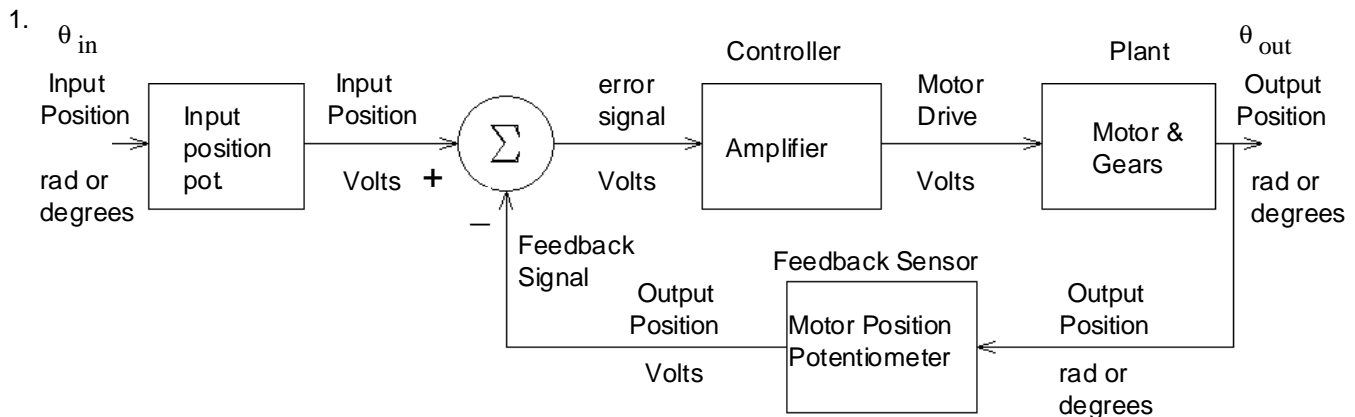 1.
θ in
Input
Position
rad or
degrees
Input
position
pot.
Input
Position
Volts
+
Σ
–
error
signal
Volts
Controller
Amplifier
Motor
Drive
Volts
Plant
Motor &
Gears
θ out
Output
Position
rad or
degrees
Feedback
Signal
Output
Position
Volts
Feedback Sensor
Motor Position
Potentiometer
Output
Position
rad or
degrees